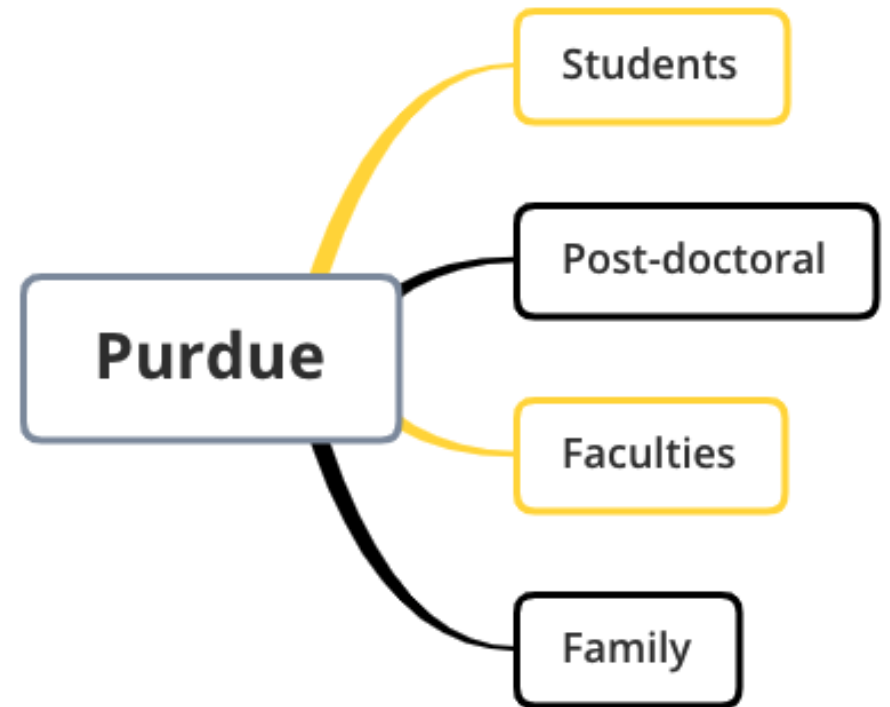 Students
Post-doctoral
Purdue
Faculties
Family